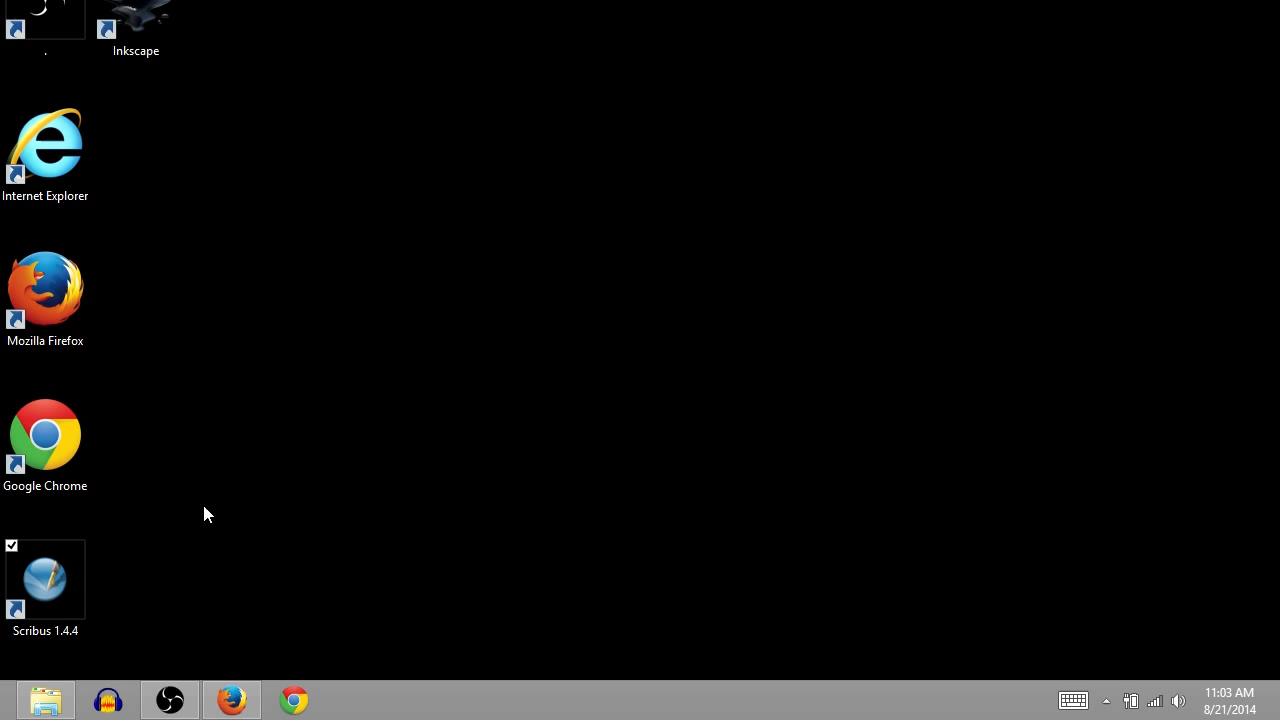 .
Inkscape
Internet Explorer
Mozilla Firefox
Google Chrome
Scribus 1.4.4
11:03 AM
8/21/2014